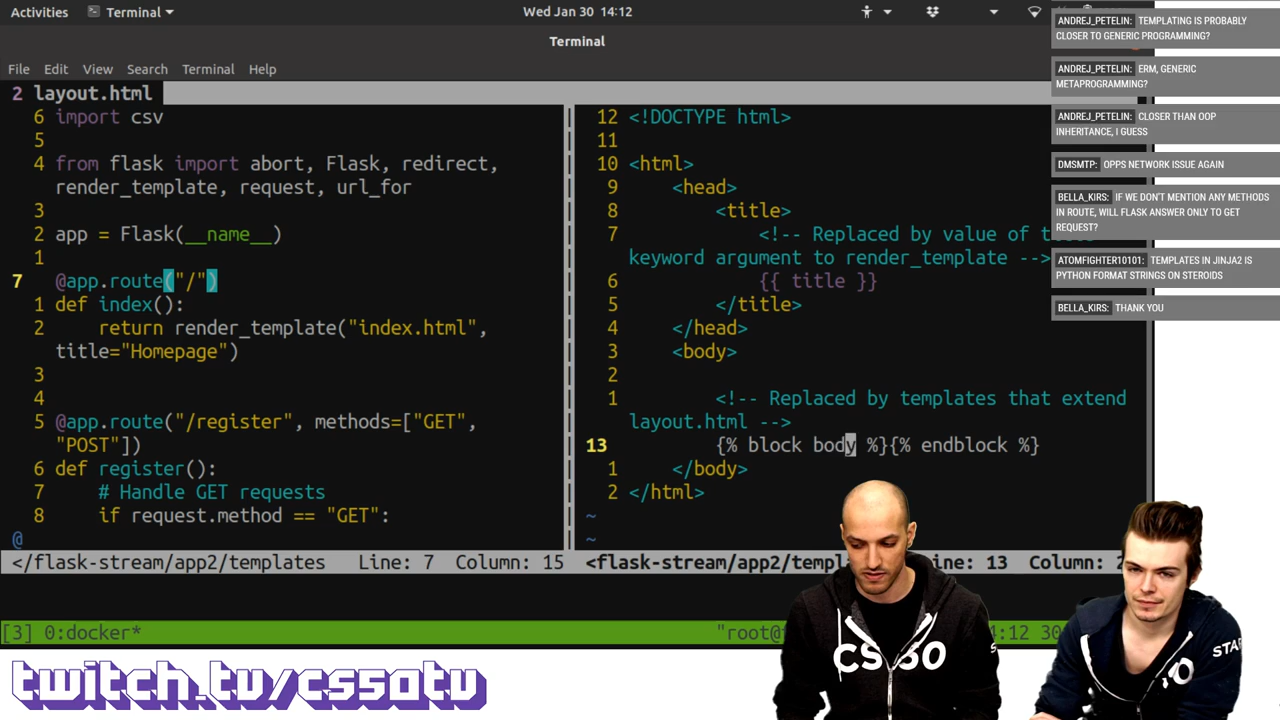 Activities
Terminal
Wed Jan 30 14:12
Terminal
File Edit View Search Terminal Help
2 layout.html
6 import csv
5
4 from flask import abort, Flask, redirect,
render_template, request, url_for
3
2 app = Flask(__name__)
1
7 @app.route("/")
1 def index():
2 return render_template("index.html",
title="Homepage")
3
4
5 @app.route("/register", methods=["GET",
"POST"])
6 def register():
7 # Handle GET requests
8 if request.method == "GET":
@
</flask-stream/app2/templates Line: 7 Column: 15
12 <!DOCTYPE html>
11
10 <html>
9 <head>
8 <title>
7 <!-- Replaced by value of
keyword argument to render_template -->
6 {{ title }}
5 </title>
4 </head>
3 <body>
2
1 <!-- Replaced by templates that extend
layout.html -->
13 {% block body %}{% endblock %}
1 </body>
2 </html>
~
~
<flask-stream/app2/templ ine: 13 Column: 2
[3] 0:docker*
"root@
4:12 30
ANDREJ_PETELIN: TEMPLATING IS PROBABLY
CLOSER TO GENERIC PROGRAMMING?
ANDREJ_PETELIN: ERM, GENERIC
METAPROGRAMMING?
ANDREJ_PETELIN: CLOSER THAN OOP
INHERITANCE, I GUESS
DMSMTP: OPPS NETWORK ISSUE AGAIN
BELLA_KIRS: IF WE DON'T MENTION ANY METHODS
IN ROUTE, WILL FLASK ANSWER ONLY TO GET
REQUEST?
ATOMFIGHTER10101: TEMPLATES IN JINJA2 IS
PYTHON FORMAT STRINGS ON STEROIDS
BELLA_KIRS: THANK YOU
twitch.tv/cs50tv
CS50
STAR